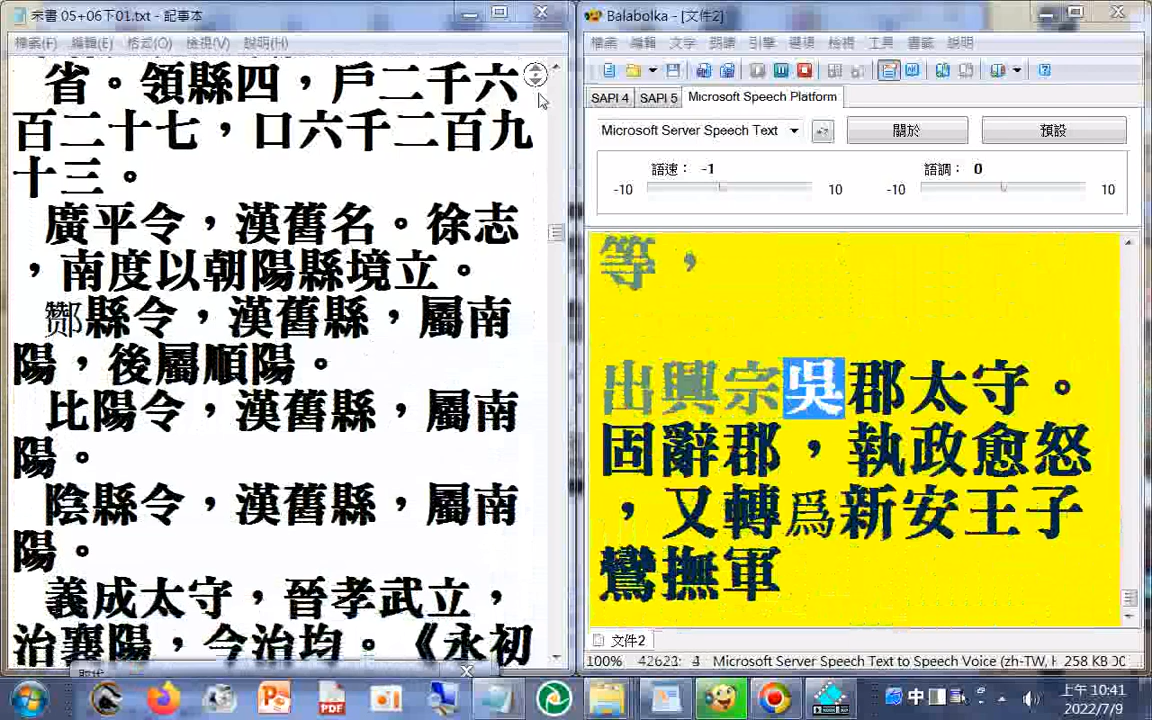 宋書 05+06下01.txt - 記事本
檔案(F) 編輯(E) 格式(O) 檢視(V) 說明(H)
省。領縣四，戶二千六
百二十七，口六千二百九
十三。
廣平令，漢舊名。徐志
，南度以朝陽縣境立。
酇縣令，漢舊縣，屬南
陽，後屬順陽。
比陽令，漢舊縣，屬南
陽。
陰縣令，漢舊縣，屬南
陽。
義成太守，晉孝武立，
治襄陽，今治均。《永初
Balabolka - [文件2]
檔案 編輯 文字 朗讀 引擎 選項 檢視 工具 書籤 說明
SAPI 4 SAPI 5 Microsoft Speech Platform
Microsoft Server Speech Text 關於 預設
語速： -1 語調： 0
-10 10 -10 10
等，
出興宗吳郡太守。
固辭郡，執政愈怒
，又轉爲新安王子
鸞撫軍
文件2
100% 42623: 4 Microsoft Server Speech Text to Speech Voice (zh-TW, 258 KB
中
上午 10:41
2022/7/9